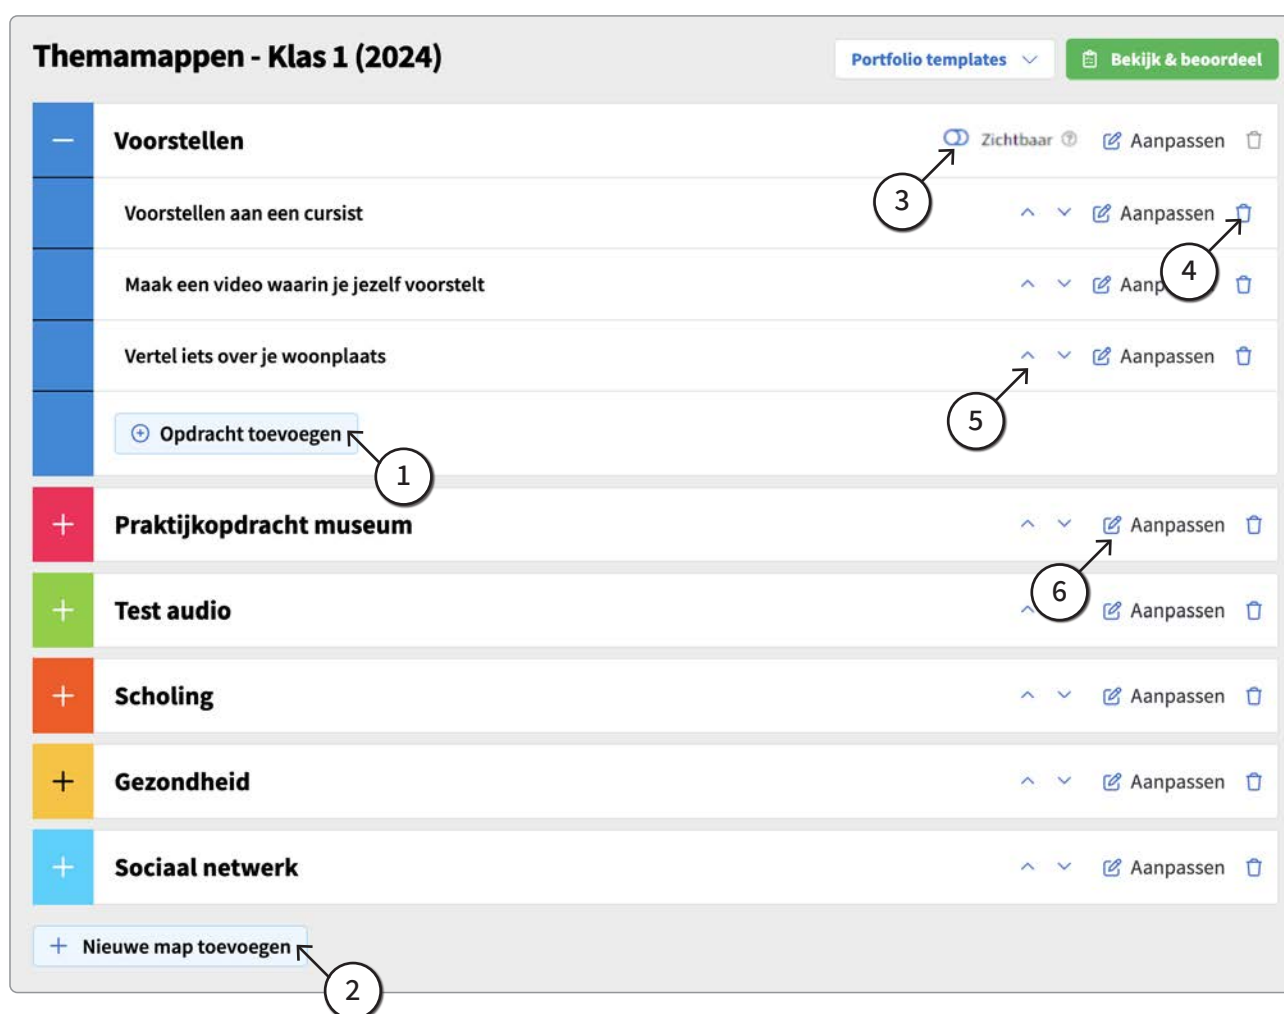 Themamappen - Klas 1 (2024)
Portfolio templates
Bekijk & beoordeel
Voorstellen
Zichtbaar
Aanpassen
3
Voorstellen aan een cursist
Aanpassen
4
Maak een video waarin je jezelf voorstelt
Aanp
Vertel iets over je woonplaats
Aanpassen
5
Opdracht toevoegen
1
Praktijkopdracht museum
Aanpassen
6
Test audio
Aanpassen
Scholing
Aanpassen
Gezondheid
Aanpassen
Sociaal netwerk
Aanpassen
Nieuwe map toevoegen
2